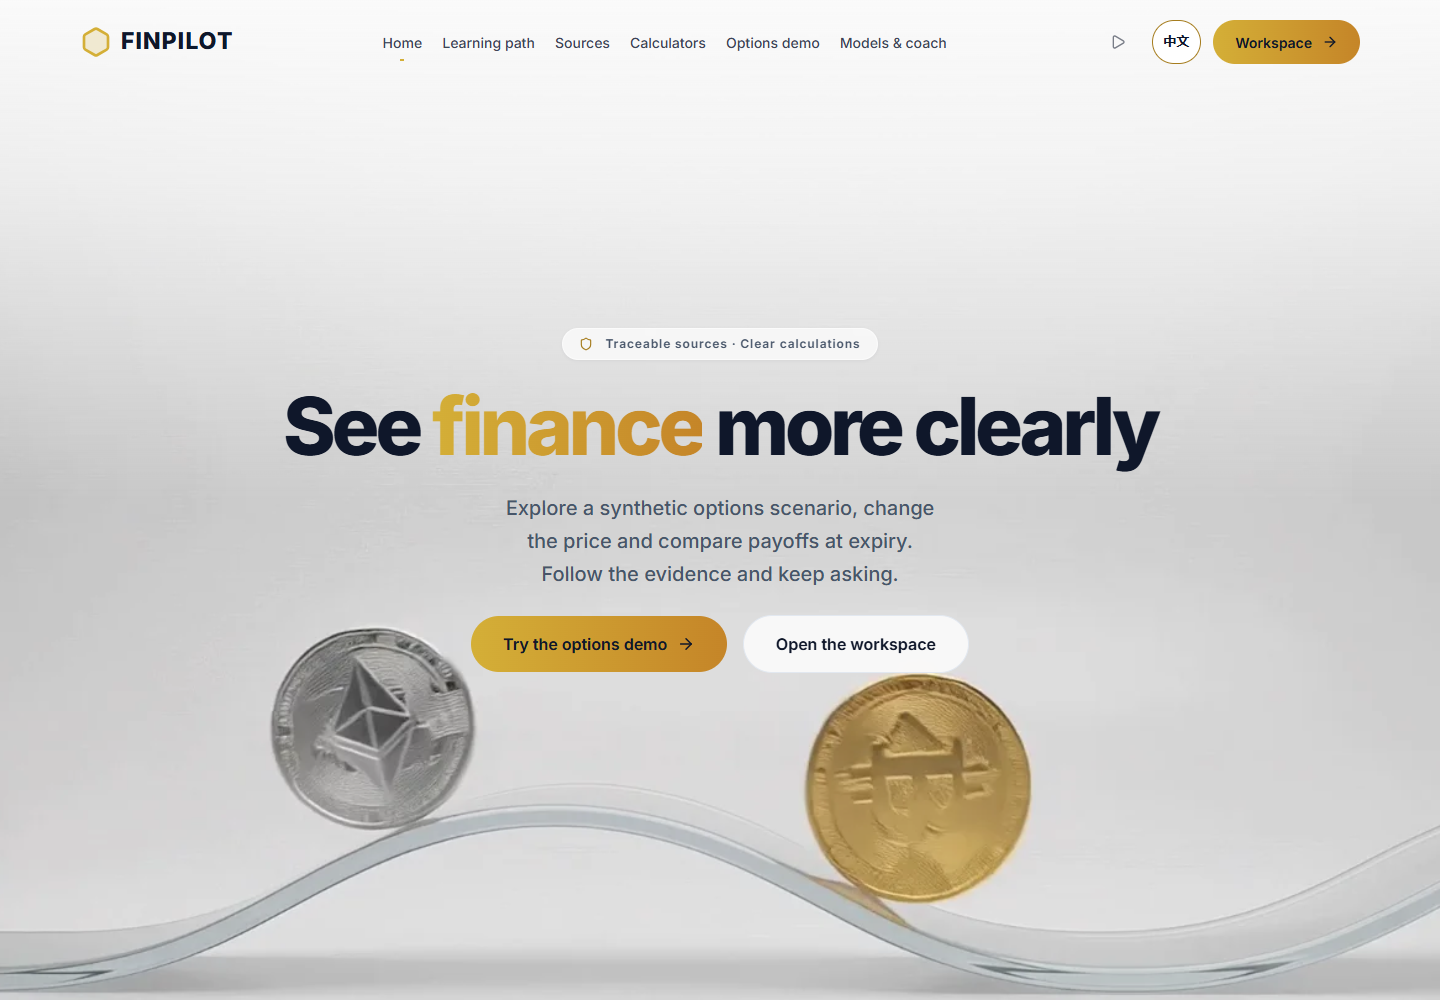 FINPILOT
Home
Learning path
Sources
Calculators
Options demo
Models & coach
中文
Workspace
Traceable sources · Clear calculations
See finance more clearly
Explore a synthetic options scenario, change
the price and compare payoffs at expiry.
Follow the evidence and keep asking.
Try the options demo
Open the workspace